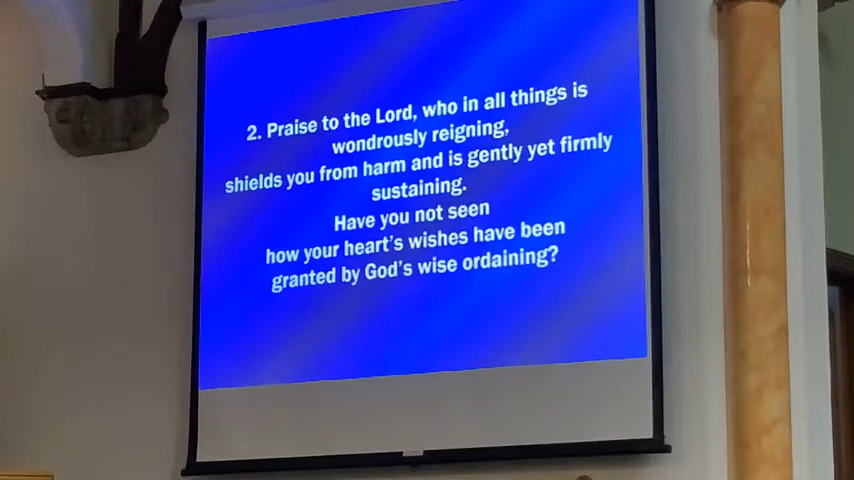 2. Praise to the Lord, who in all things is
wondrously reigning,
shields you from harm and is gently yet firmly
sustaining.
Have you not seen
how your heart's wishes have been
granted by God's wise ordaining?